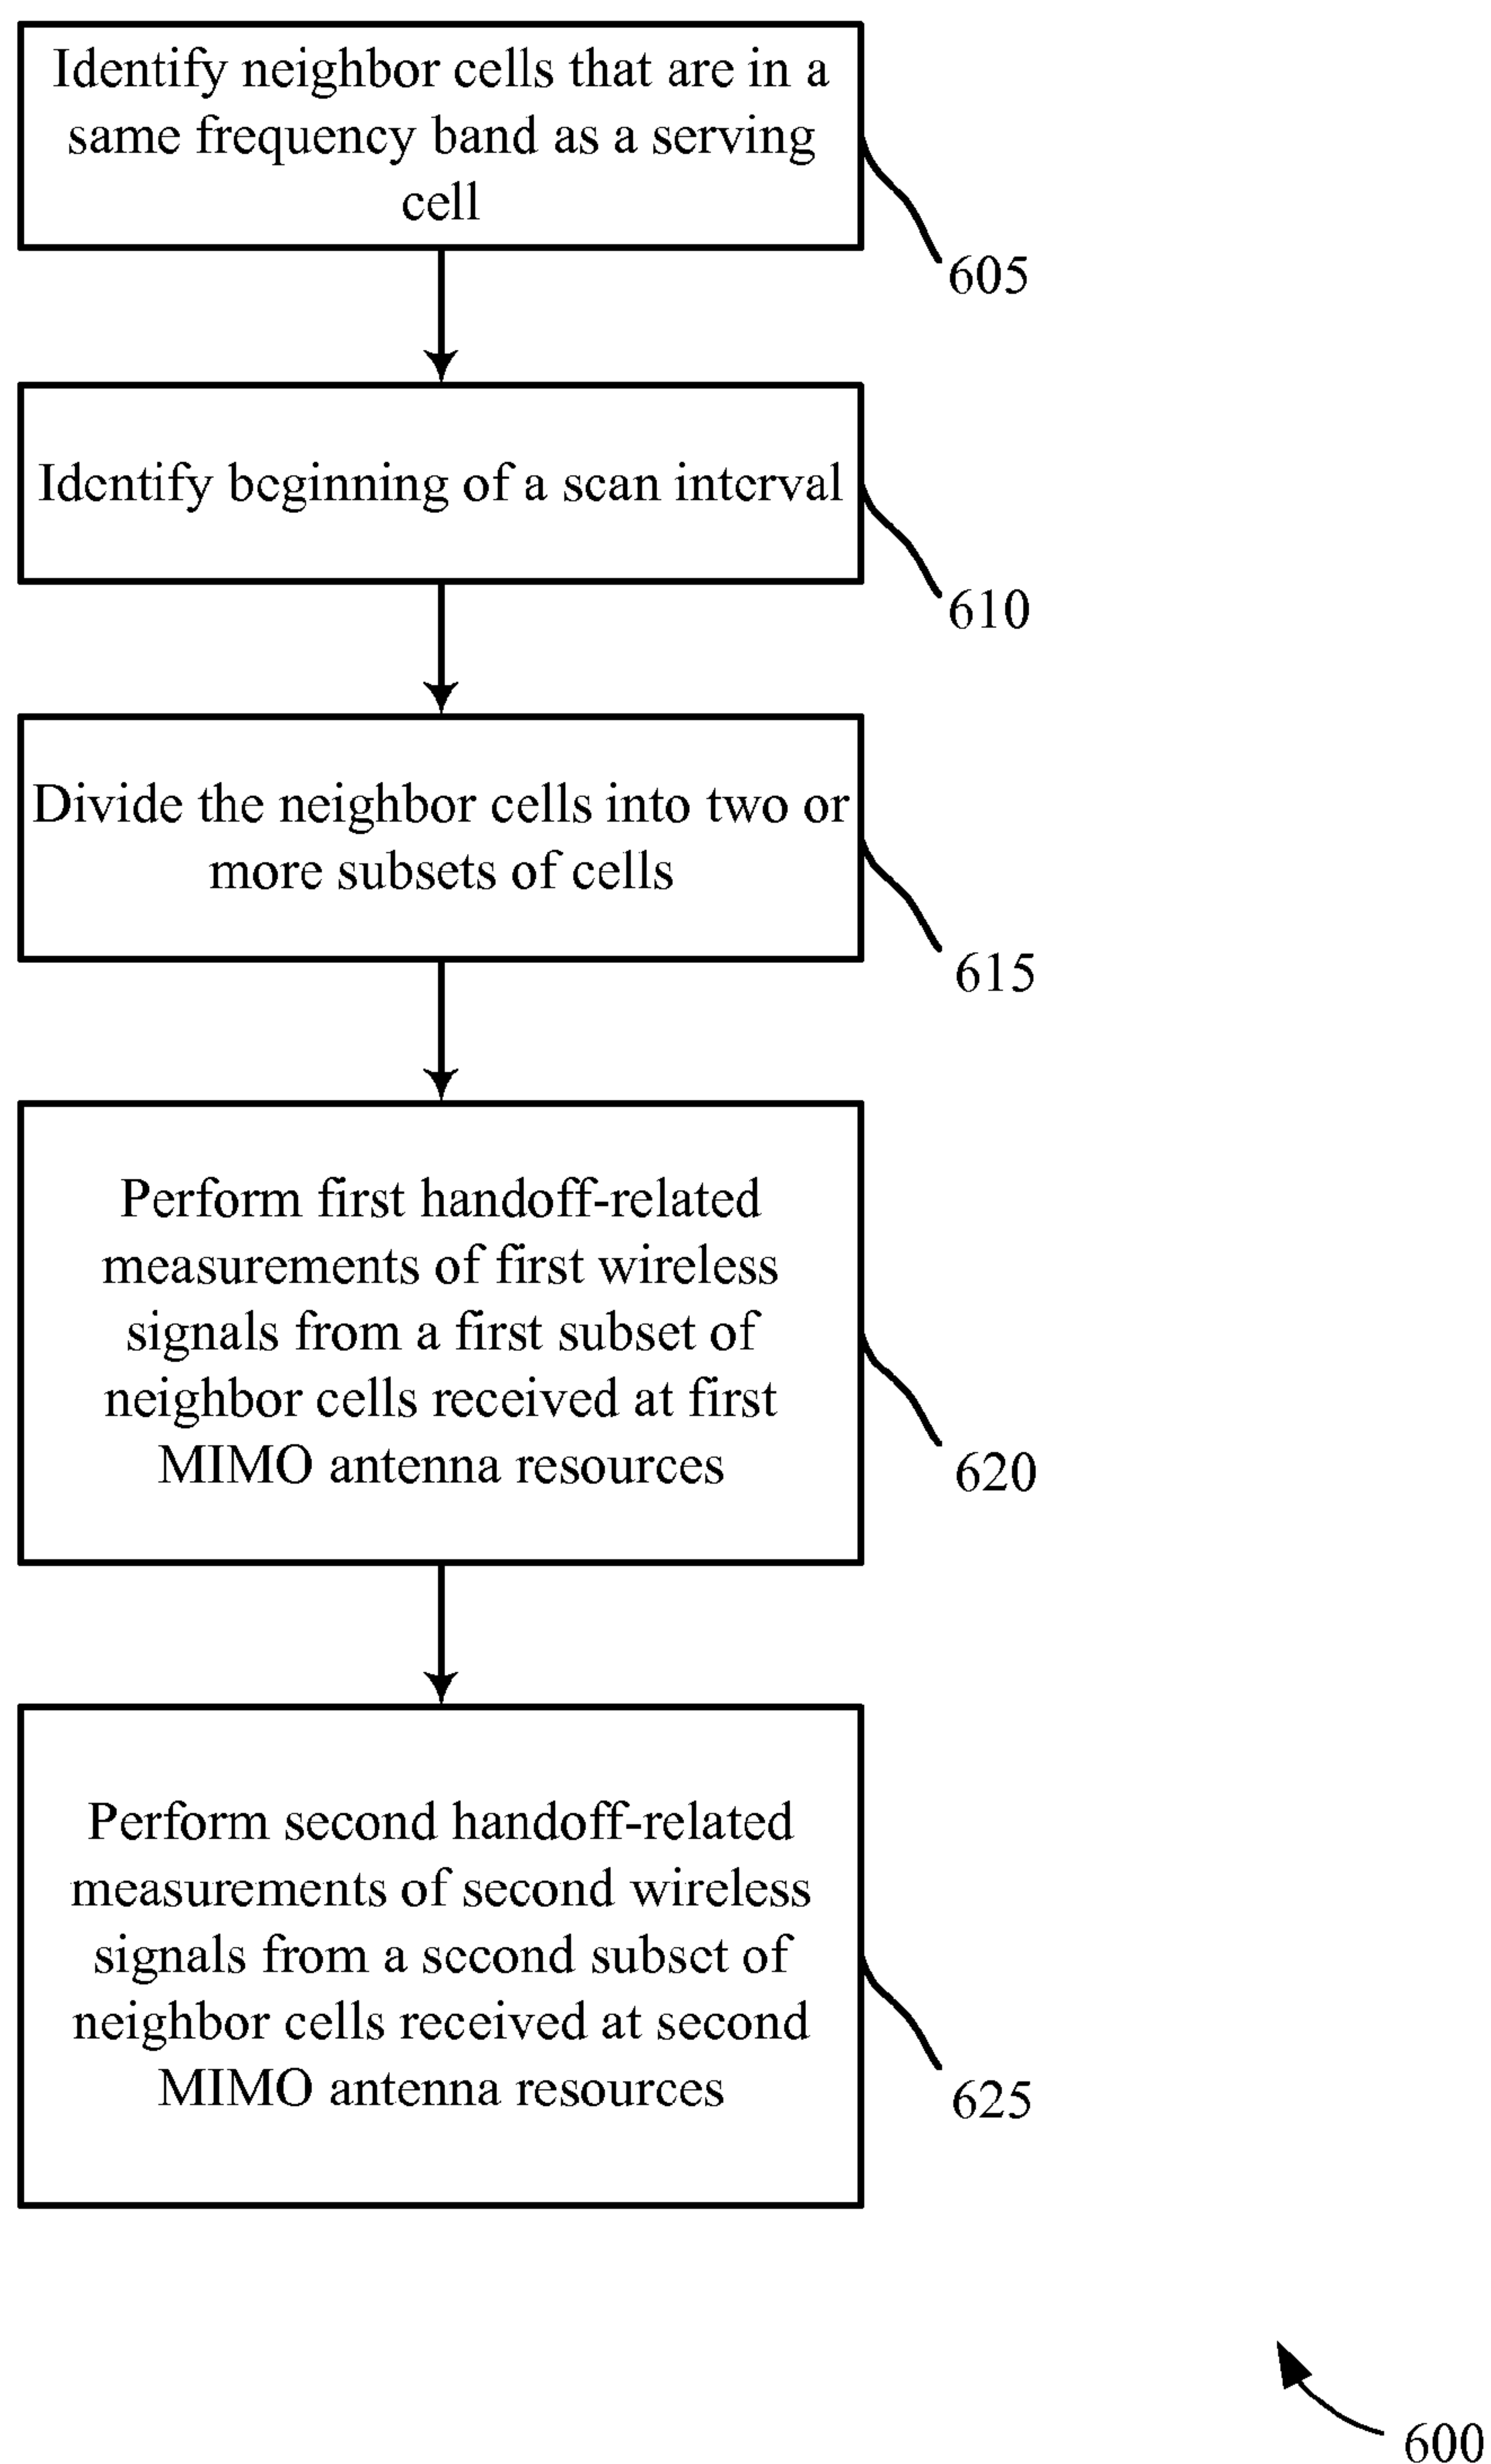 Identify neighbor cells that are in a
same frequency band as a serving
cell
605
Identify beginning of a scan interval
610
Divide the neighbor cells into two or
more subsets of cells
615
Perform first handoff-related
measurements of first wireless
signals from a first subset of
neighbor cells received at first
MIMO antenna resources
620
Perform second handoff-related
measurements of second wireless
signals from a second subset of
neighbor cells received at second
MIMO antenna resources
625
600